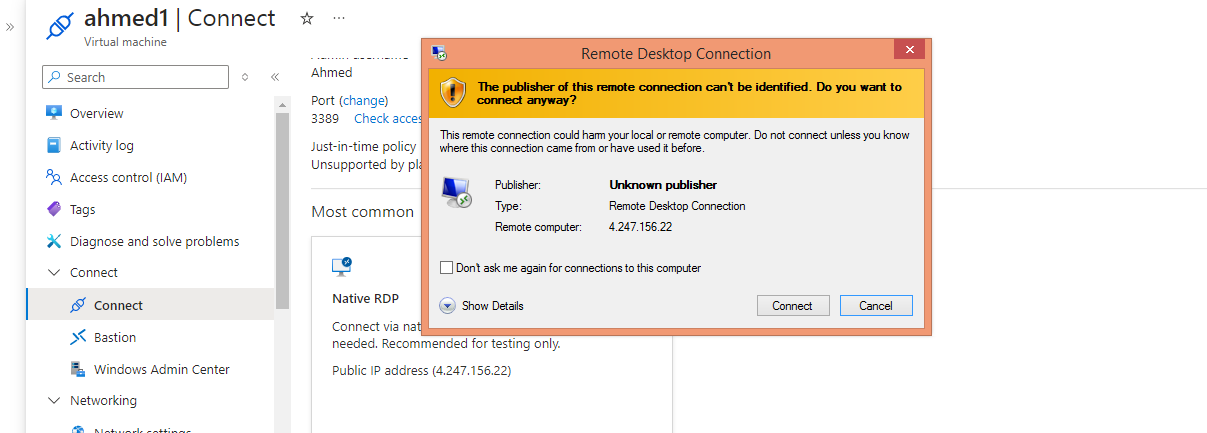 ahmed1 | Connect
Virtual machine
Search
Overview
Activity log
Access control (IAM)
Tags
Diagnose and solve problems
Connect
Connect
Bastion
Windows Admin Center
Networking
Network settings
Admin username
Ahmed
Port (change)
3389 Check acces
Just-in-time policy
Unsupported by pla
Most common
Native RDP
Connect via nat
needed. Recommended for testing only.
Public IP address (4.247.156.22)
Remote Desktop Connection
The publisher of this remote connection can't be identified. Do you want to
connect anyway?
This remote connection could harm your local or remote computer. Do not connect unless you know
where this connection came from or have used it before.
Publisher: Unknown publisher
Type: Remote Desktop Connection
Remote computer: 4.247.156.22
Don't ask me again for connections to this computer
Show Details
Connect
Cancel